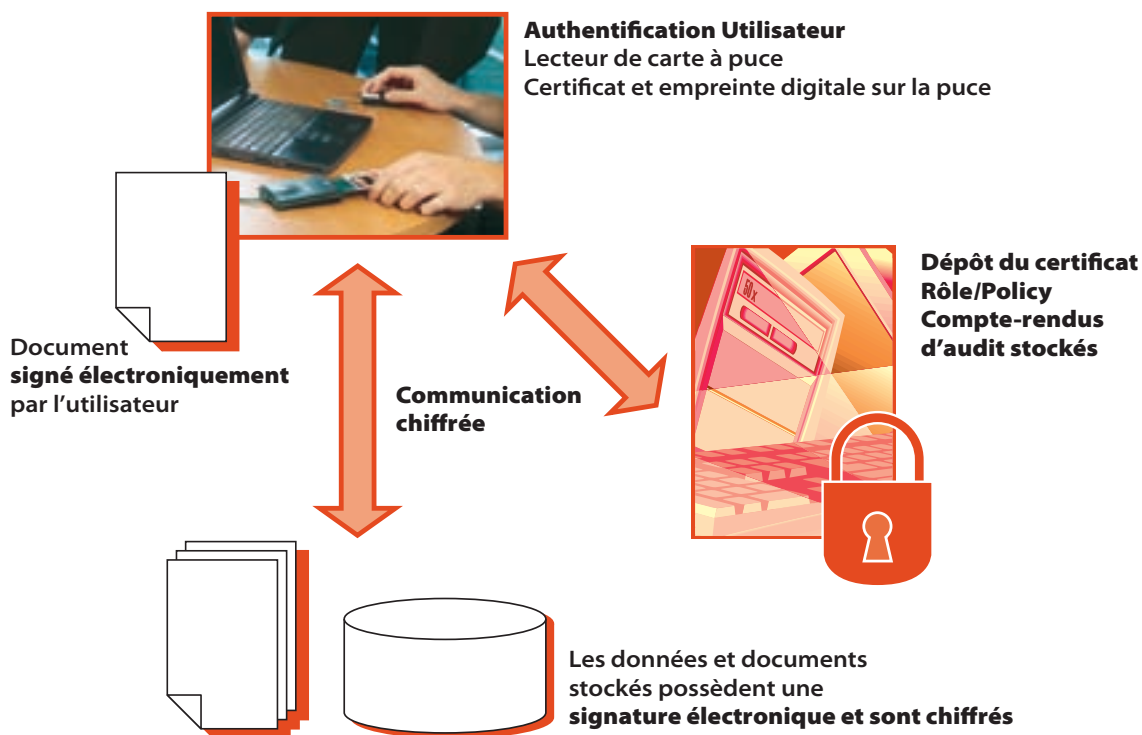 Authentification Utilisateur
Lecteur de carte à puce
Certificat et empreinte digitale sur la puce
Dépôt du certificat
Rôle/Policy
Compte-rendus
d'audit stockés
50 x
Document
signé électroniquement
par l'utilisateur
Communication
chiffrée
Les données et documents
stockés possèdent une
signature électronique et sont chiffrés